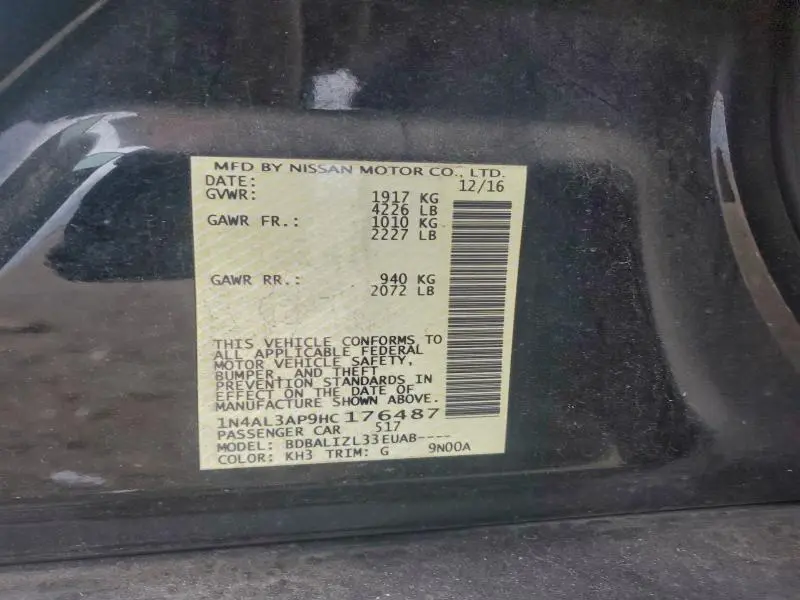 MFD BY NISSAN MOTOR CO., LTD.
DATE: 12/16
GVWR: 1917 KG
4226 LB
GAWR FR.: 1010 KG
2227 LB
GAWR RR.: 940 KG
2072 LB
THIS VEHICLE CONFORMS TO
ALL APPLICABLE FEDERAL
MOTOR VEHICLE SAFETY,
BUMPER, AND THEFT
PREVENTION STANDARDS IN
EFFECT ON THE DATE OF
MANUFACTURE SHOWN ABOVE.
1N4AL3AP9HC176487
PASSENGER CAR 517
MODEL: BDBALIZL33EUAB----
COLOR: KH3 TRIM: G 9N00A